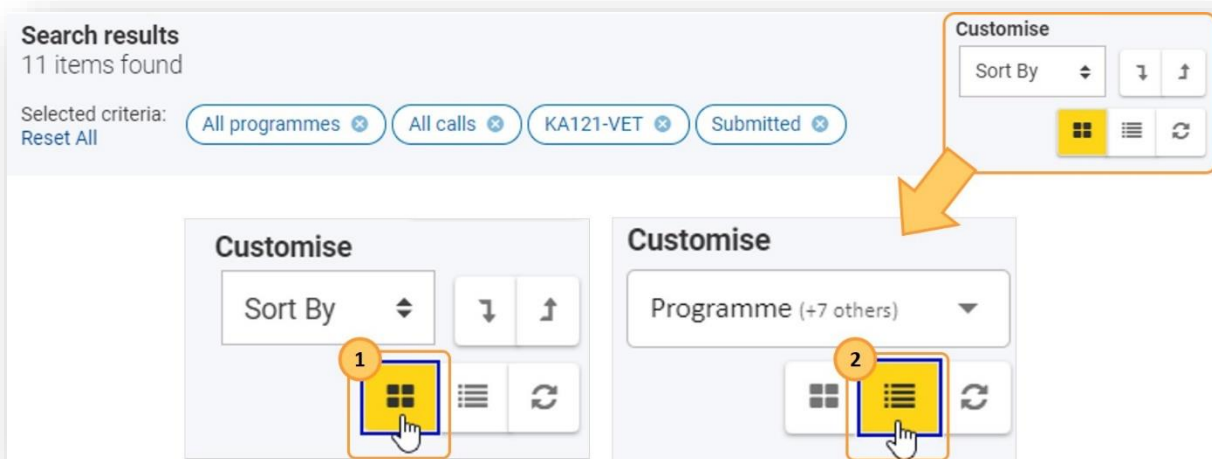 Search results
11 items found
Selected criteria:
Reset All
All programmes
All calls
KA121-VET
Submitted
Customise
Sort By
Customise
Sort By
1
Customise
Programme (+7 others)
2